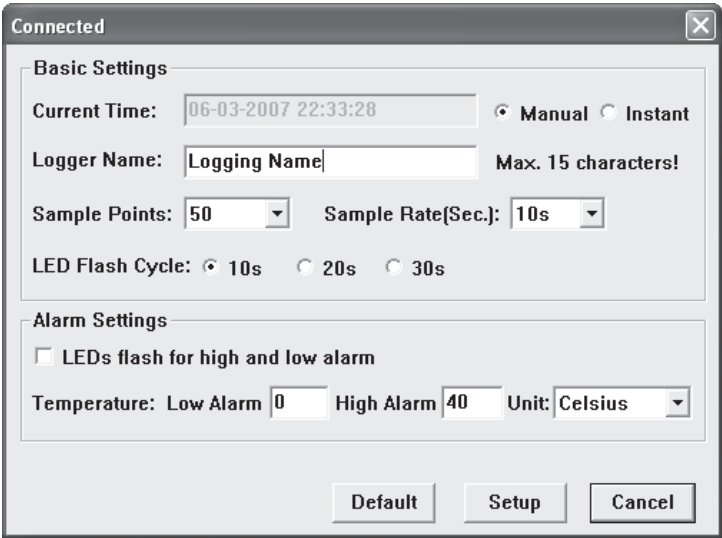 Connected
Basic Settings
Current Time: 06-03-2007 22:33:28 Manual Instant
Logger Name: Logging Name Max. 15 characters!
Sample Points: 50 Sample Rate(Sec.): 10s
LED Flash Cycle: 10s 20s 30s
Alarm Settings
LEDs flash for high and low alarm
Temperature: Low Alarm 0 High Alarm 40 Unit: Celsius
Default Setup Cancel